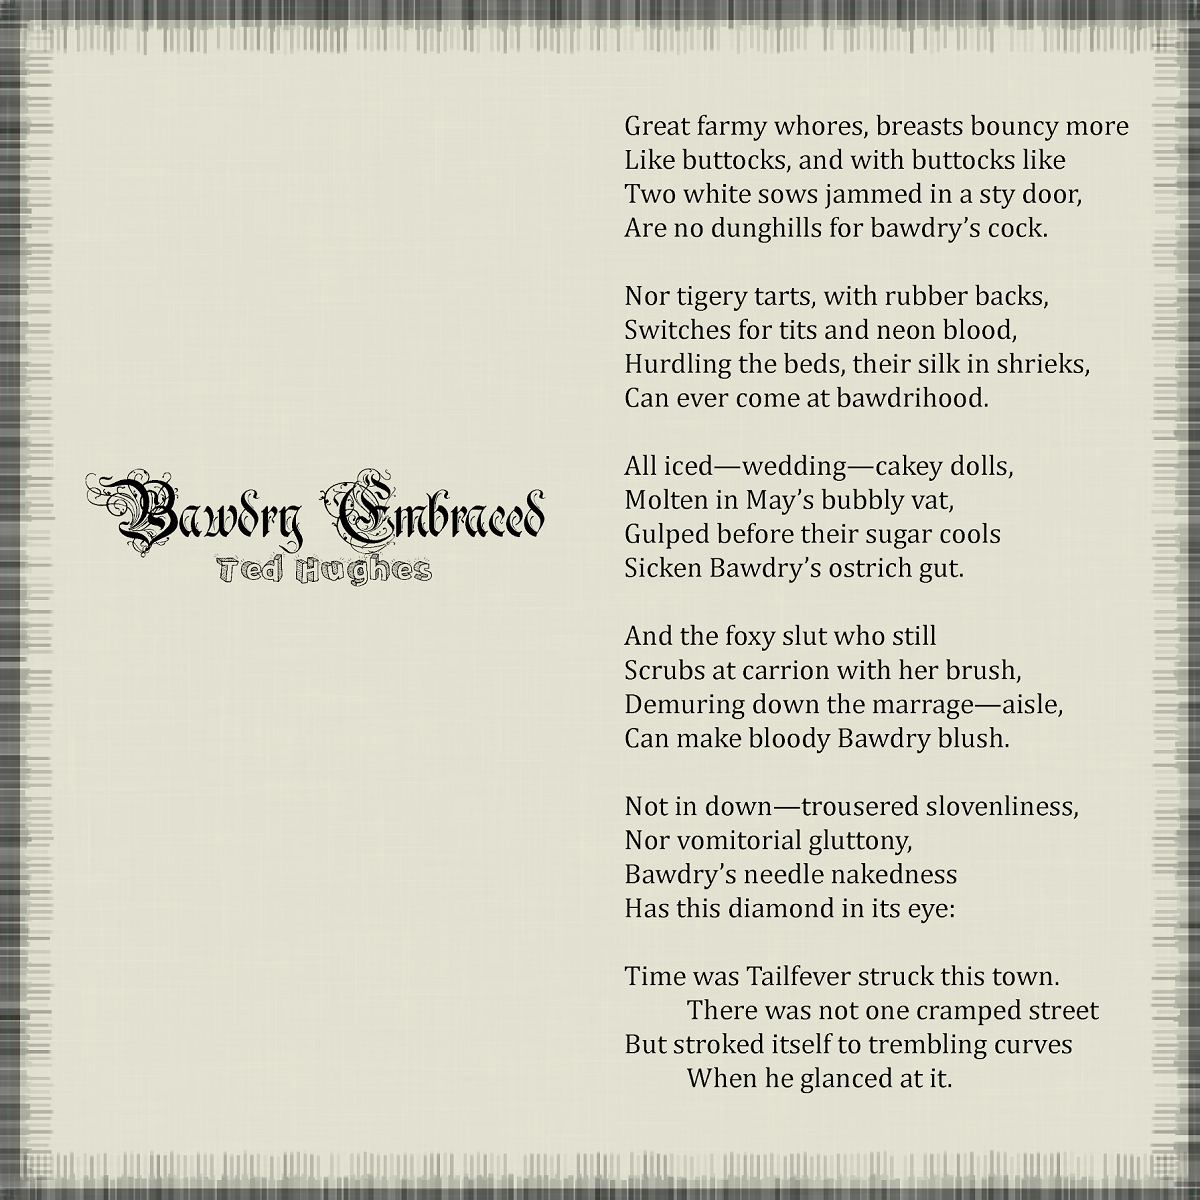 Bawdry Embraced
Ted Hughes
Great farmy whores, breasts bouncy more
Like buttocks, and with buttocks like
Two white sows jammed in a sty door,
Are no dunghills for bawdry’s cock.
Nor tigery tarts, with rubber backs,
Switches for tits and neon blood,
Hurdling the beds, their silk in shrieks,
Can ever come at bawdrihood.
All iced—wedding—cakey dolls,
Molten in May’s bubbly vat,
Gulped before their sugar cools
Sicken Bawdry’s ostrich gut.
And the foxy slut who still
Scrubs at carrion with her brush,
Demuring down the marrage—aisle,
Can make bloody Bawdry blush.
Not in down—trousered slovenliness,
Nor vomitorial gluttony,
Bawdry’s needle nakedness
Has this diamond in its eye:
Time was Tailfever struck this town.
There was not one cramped street
But stroked itself to trembling curves
When he glanced at it.